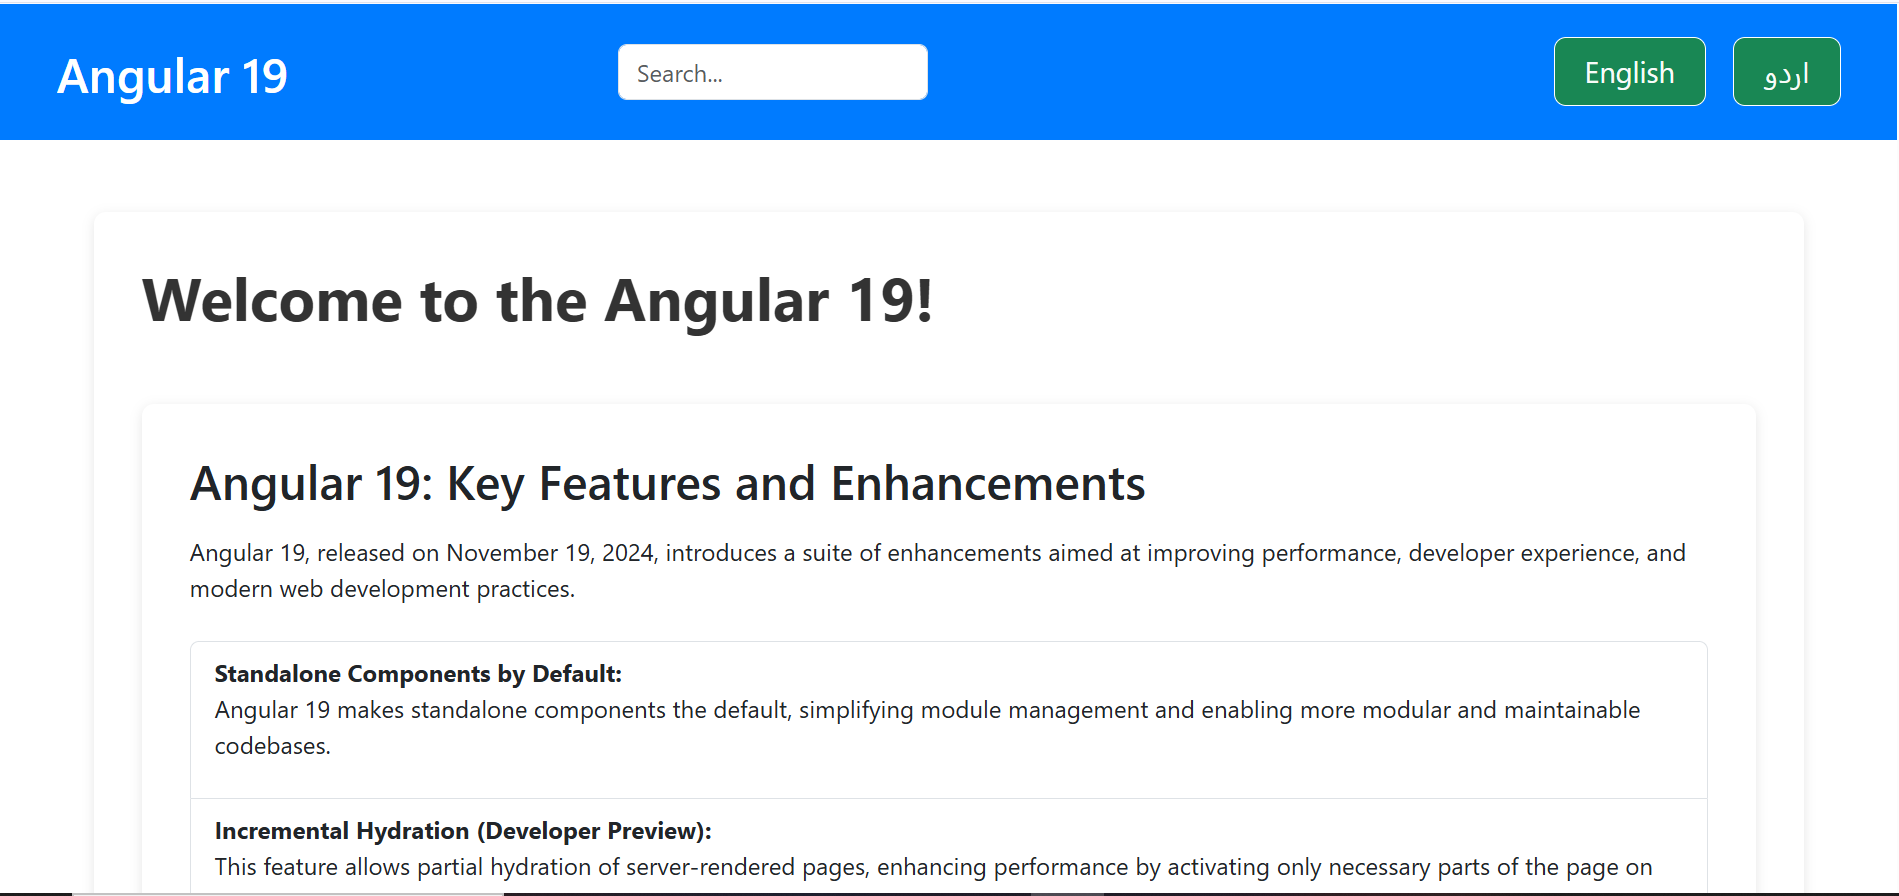 Angular 19
Search...
English
اردو
Welcome to the Angular 19!
Angular 19: Key Features and Enhancements
Angular 19, released on November 19, 2024, introduces a suite of enhancements aimed at improving performance, developer experience, and
modern web development practices.
Standalone Components by Default:
Angular 19 makes standalone components the default, simplifying module management and enabling more modular and maintainable
codebases.
Incremental Hydration (Developer Preview):
This feature allows partial hydration of server-rendered pages, enhancing performance by activating only necessary parts of the page on